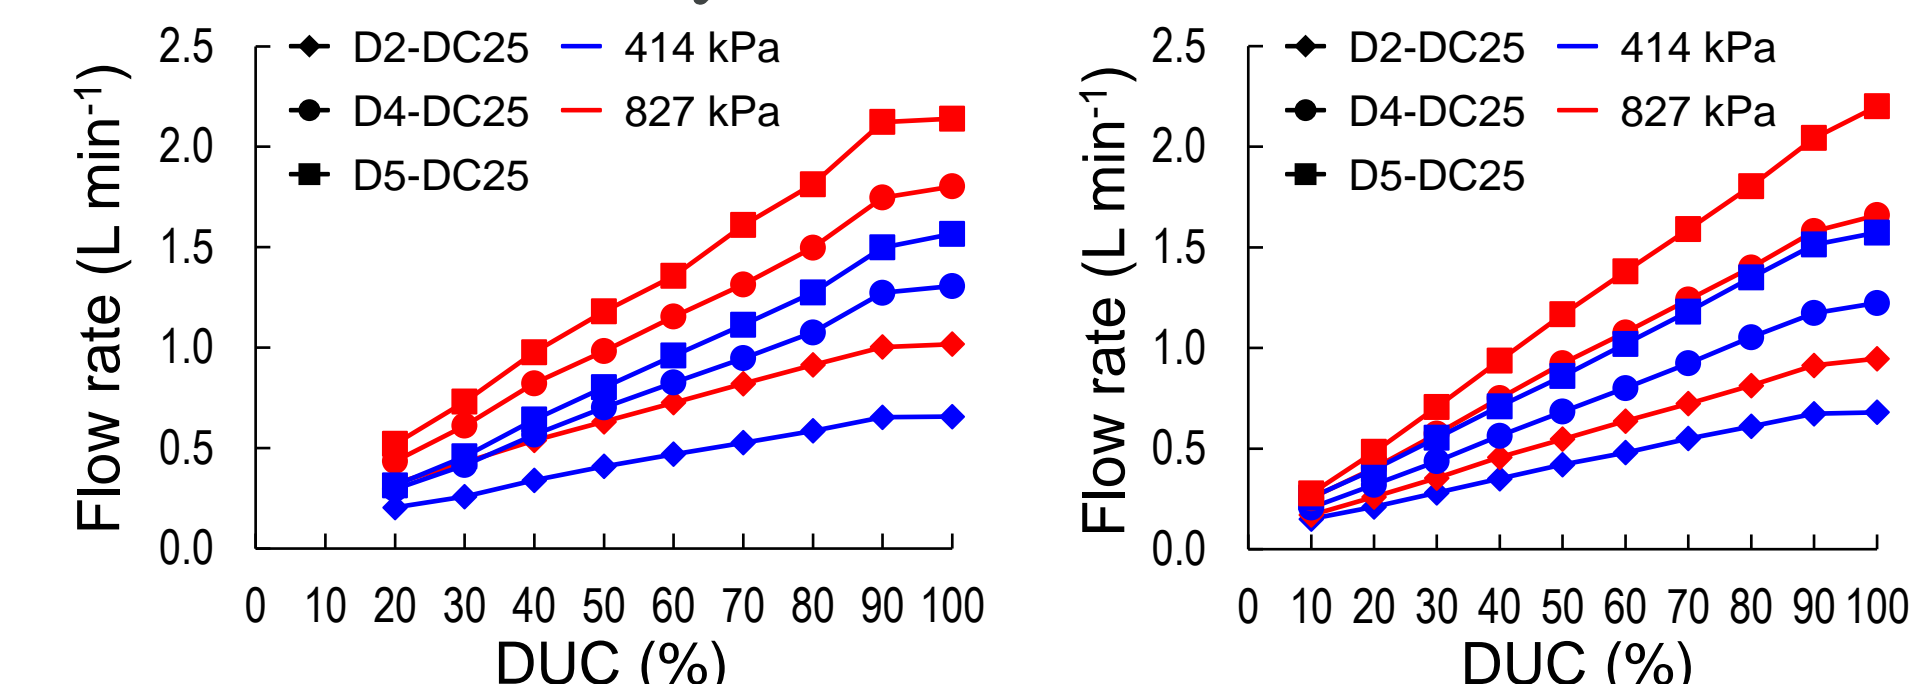 2.5
2.0
1.5
1.0
0.5
0.0
Flow rate (L min-1)
D2-DC25 414 kPa
D4-DC25 827 kPa
D5-DC25
0 10 20 30 40 50 60 70 80 90 100
DUC (%)
2.5
2.0
1.5
1.0
0.5
0.0
Flow rate (L min-1)
D2-DC25 414 kPa
D4-DC25 827 kPa
D5-DC25
0 10 20 30 40 50 60 70 80 90 100
DUC (%)